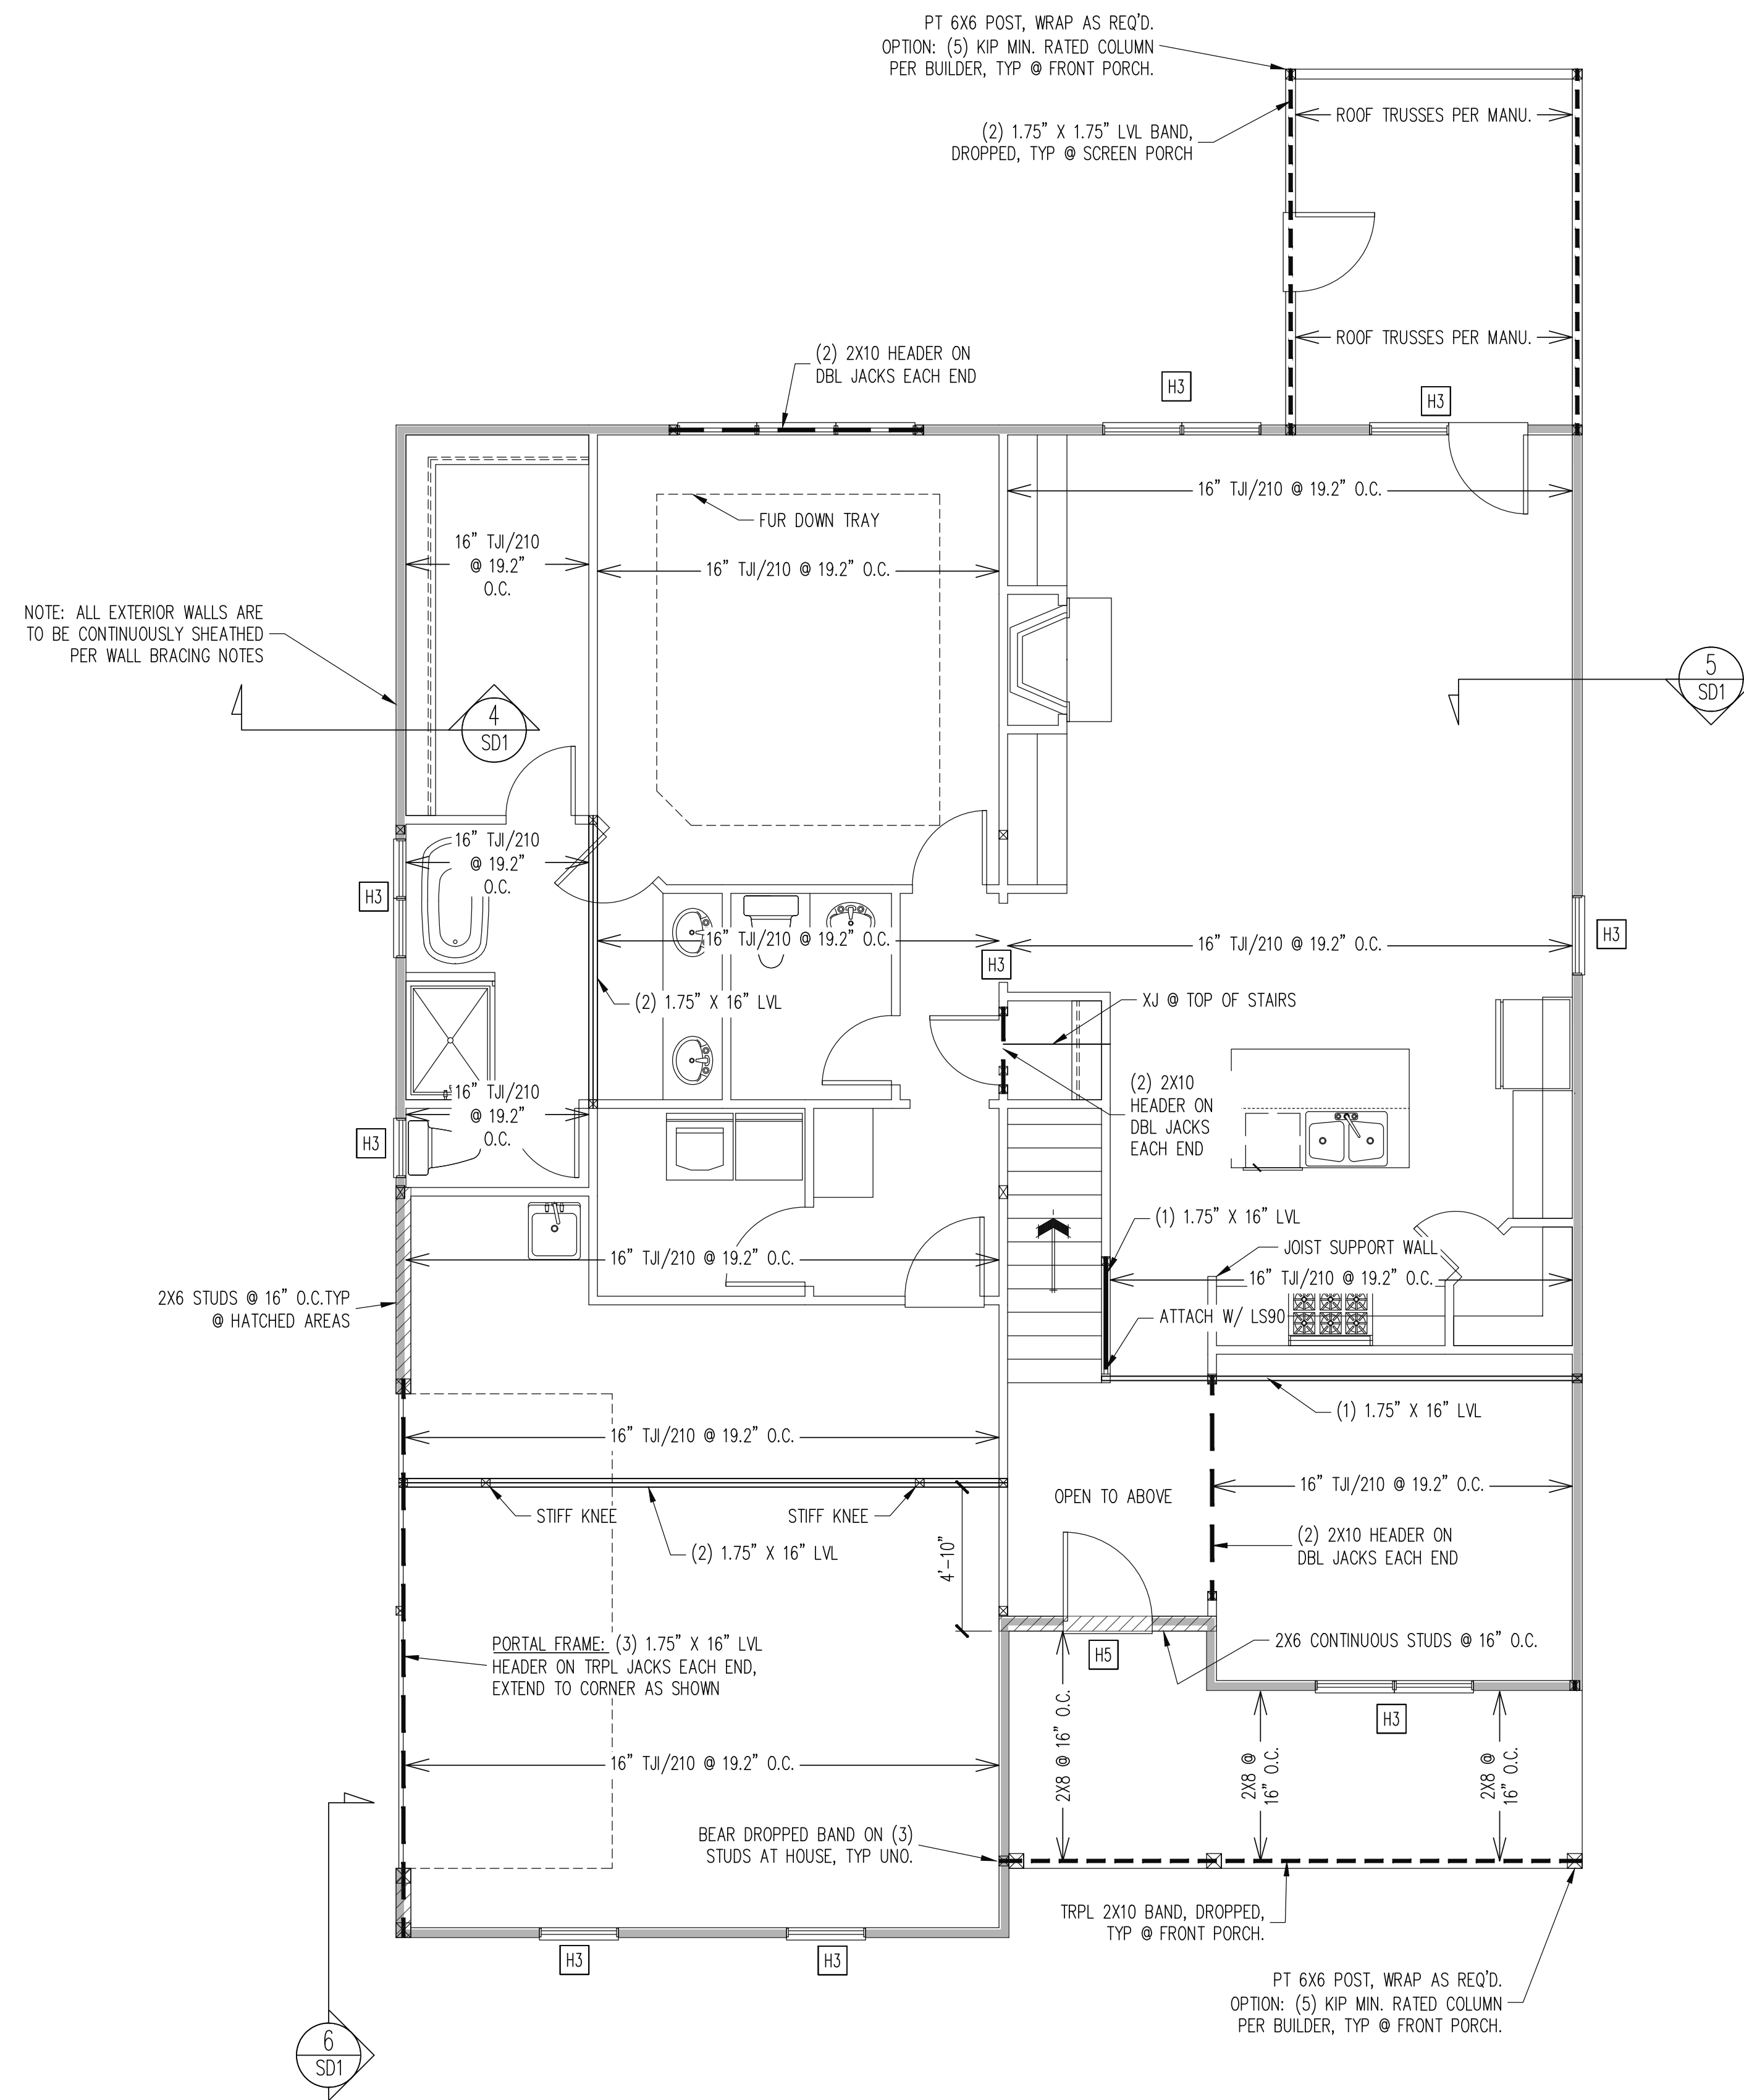 PT 6X6 POST, WRAP AS REQ'D.
OPTION: (5) KIP MIN. RATED COLUMN
PER BUILDER, TYP @ FRONT PORCH.
ROOF TRUSSES PER MANU.
(2) 1.75" X 1.75" LVL BAND,
DROPPED, TYP @ SCREEN PORCH
ROOF TRUSSES PER MANU.
(2) 2X10 HEADER ON
DBL JACKS EACH END
H3
H3
16" TJI/210 @ 19.2" O.C.
FUR DOWN TRAY
16" TJI/210
@ 19.2"
O.C.
16" TJI/210 @ 19.2" O.C.
NOTE: ALL EXTERIOR WALLS ARE
TO BE CONTINUOUSLY SHEATHED
PER WALL BRACING NOTES
4
SD1
5
SD1
16" TJI/210
@ 19.2"
O.C.
H3
16" TJI/210 @ 19.2" O.C.
16" TJI/210 @ 19.2" O.C.
H3
H3
(2) 1.75" X 16" LVL
XJ @ TOP OF STAIRS
16" TJI/210
@ 19.2"
O.C.
H3
(2) 2X10
HEADER ON
DBL JACKS
EACH END
(1) 1.75" X 16" LVL
JOIST SUPPORT WALL
16" TJI/210 @ 19.2" O.C.
16" TJI/210 @ 19.2" O.C.
2X6 STUDS @ 16" O.C.TYP
@ HATCHED AREAS
ATTACH W/ LS90
(1) 1.75" X 16" LVL
16" TJI/210 @ 19.2" O.C.
STIFF KNEE
STIFF KNEE
(2) 1.75" X 16" LVL
4'-10"
OPEN TO ABOVE
16" TJI/210 @ 19.2" O.C.
(2) 2X10 HEADER ON
DBL JACKS EACH END
PORTAL FRAME: (3) 1.75" X 16" LVL
HEADER ON TRPL JACKS EACH END,
EXTEND TO CORNER AS SHOWN
2X6 CONTINUOUS STUDS @ 16" O.C.
H5
H3
16" TJI/210 @ 19.2" O.C.
2X8 @ 16" O.C.
2X8 @
16" O.C.
2X8 @
16" O.C.
BEAR DROPPED BAND ON (3)
STUDS AT HOUSE, TYP UNO.
TRPL 2X10 BAND, DROPPED,
TYP @ FRONT PORCH.
H3
H3
PT 6X6 POST, WRAP AS REQ'D.
OPTION: (5) KIP MIN. RATED COLUMN
PER BUILDER, TYP @ FRONT PORCH.
6
SD1